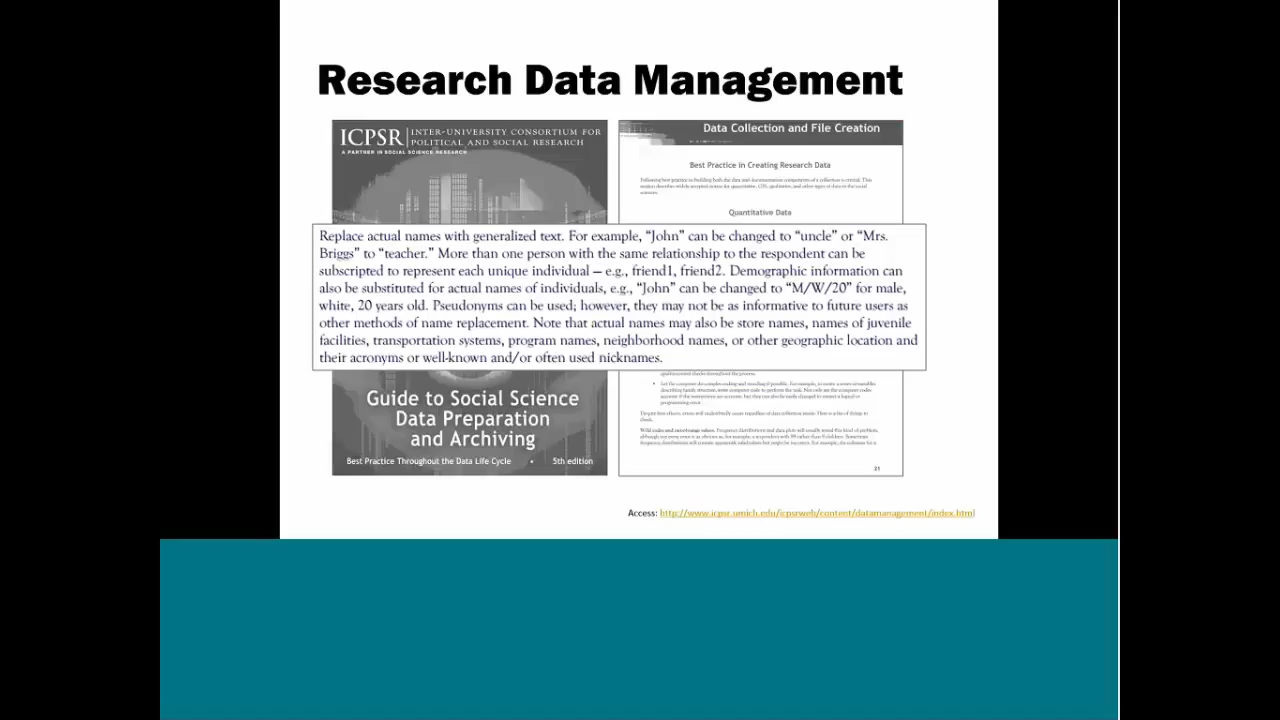 Research Data Management
ICPSR
INTER-UNIVERSITY CONSORTIUM FOR
POLITICAL AND SOCIAL RESEARCH
A PARTNER IN SOCIAL SCIENCE RESEARCH
Data Collection and File Creation
Best Practice in Creating Research Data
Quantitative Data
Replace actual names with generalized text. For example, “John” can be changed to “uncle” or “Mrs.
Briggs” to “teacher.” More than one person with the same relationship to the respondent can be
subscripted to represent each unique individual — e.g., friend1, friend2. Demographic information can
also be substituted for actual names of individuals, e.g., “John” can be changed to “M/W/20” for male,
white, 20 years old. Pseudonyms can be used; however, they may not be as informative to future users as
other methods of name replacement. Note that actual names may also be store names, names of juvenile
facilities, transportation systems, program names, neighborhood names, or other geographic location and
their acronyms or well-known and/or often used nicknames.
Guide to Social Science
Data Preparation
and Archiving
Best Practice Throughout the Data Life Cycle • 5th edition
21
Access: http://www.icpsr.umich.edu/icpsrweb/content/datamanagement/index.html